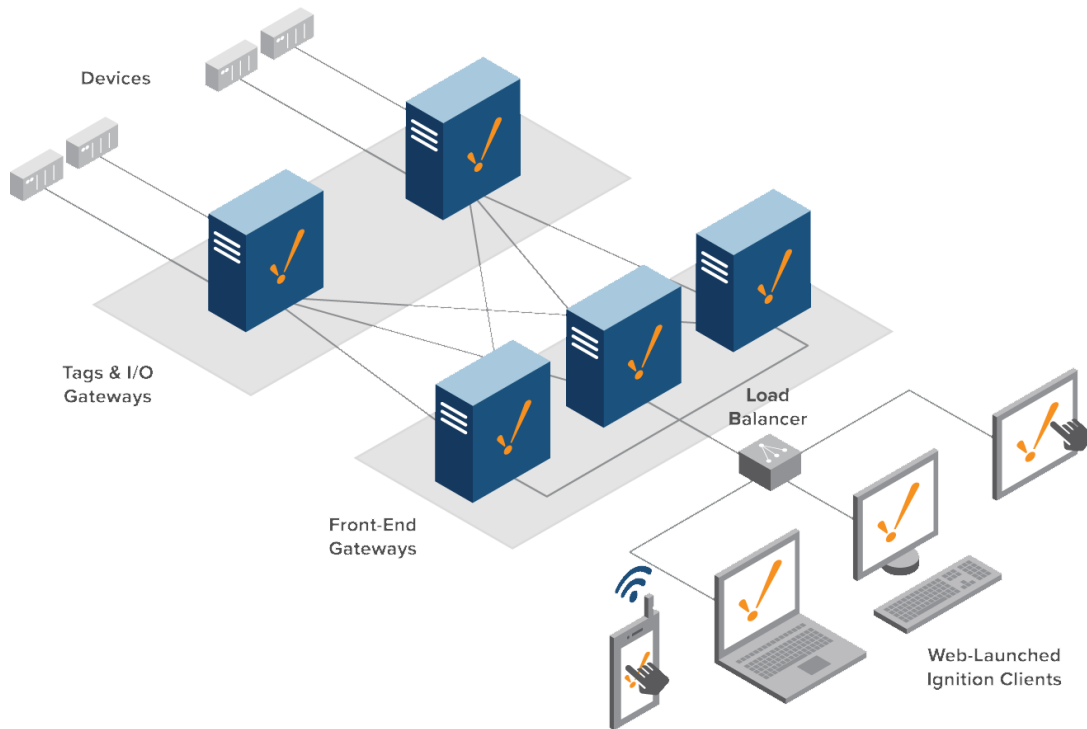 Devices
Tags & I/O
Gateways
Load
Balancer
Front-End
Gateways
Web-Launched
Ignition Clients